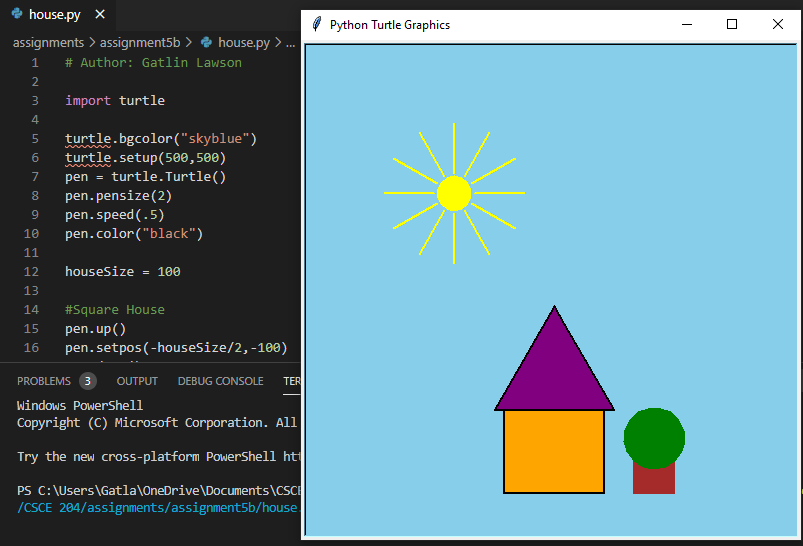 house.py
Python Turtle Graphics
assignments > assignment5b > house.py > ...
1 # Author: Gatlin Lawson
2
3 import turtle
4
5 turtle.bgcolor("skyblue")
6 turtle.setup(500,500)
7 pen = turtle.Turtle()
8 pen.pensize(2)
9 pen.speed(.5)
10 pen.color("black")
11
12 houseSize = 100
13
14 #Square House
15 pen.up()
16 pen.setpos(-houseSize/2,-100)
PROBLEMS 3 OUTPUT DEBUG CONSOLE TER
Windows PowerShell
Copyright (C) Microsoft Corporation. All
Try the new cross-platform PowerShell htt
PS C:\Users\Gatla\OneDrive\Documents\CSCE
/CSCE 204/assignments/assignment5b/house.